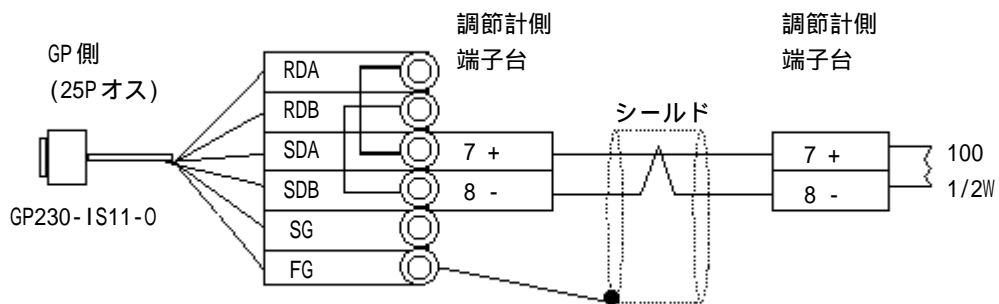 GP側
(25Pオス)
GP230-IS11-O
RDA
RDB
SDA
SDB
SG
FG
調節計側
端子台
7 +
8 -
シールド
調節計側
端子台
7 +
8 -
100
1/2W